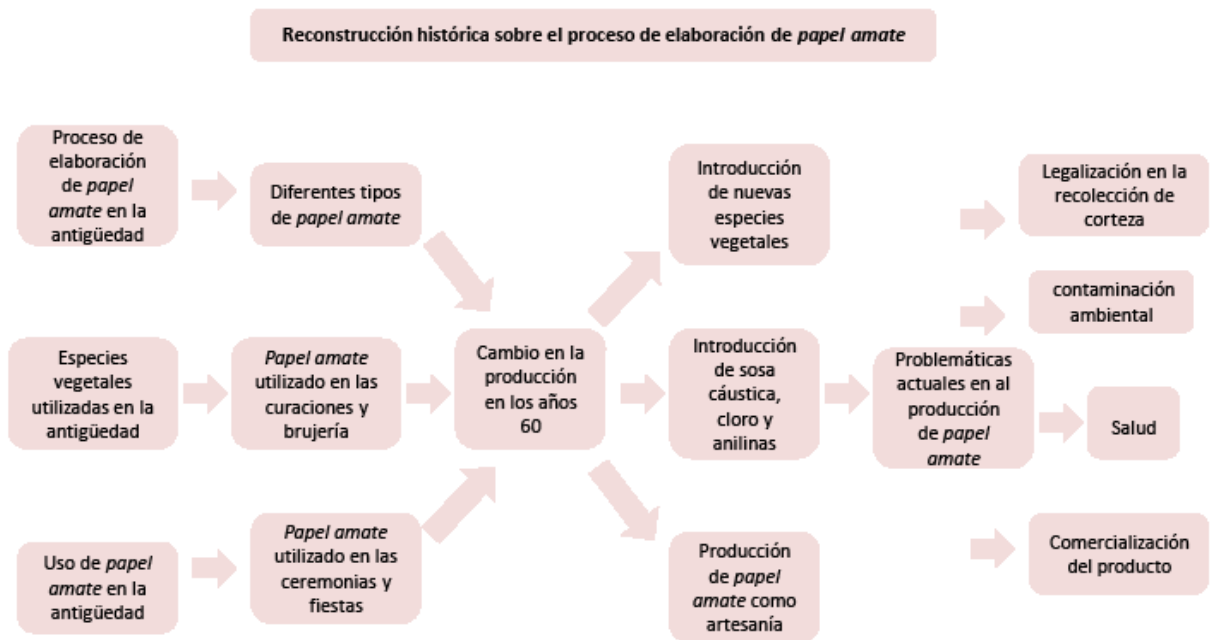 Reconstrucción histórica sobre el proceso de elaboración de papel amate
Proceso de
elaboración
de papel
amate en la
antigüedad
Diferentes tipos
de papel amate
Introducción
de nuevas
especies
vegetales
Legalización en la
recolección de
corteza
contaminación
ambiental
Especies
vegetales
utilizadas en la
antigüedad
Papel amate
utilizado en las
curaciones y
brujería
Cambio en la
producción
en los años
60
Introducción
de sosa
cáustica,
cloro y
anilinas
Problemáticas
actuales en al
producción
de papel
amate
Salud
Uso de papel
amate en la
antigüedad
Papel amate
utilizado en las
ceremonias y
fiestas
Producción
de papel
amate como
artesanía
Comercialización
del producto